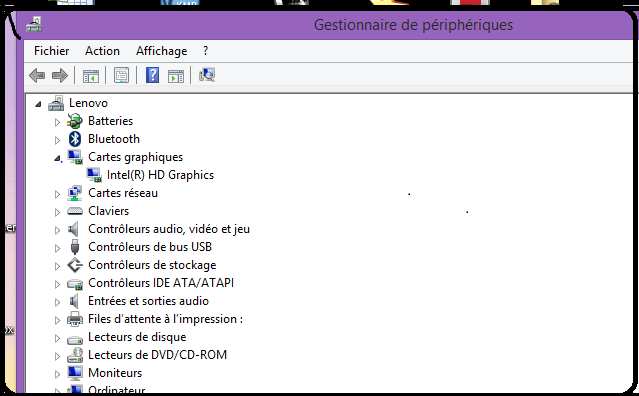 KMP
Gestionnaire de périphériques
Fichier Action Affichage ?
Lenovo
Batteries
Bluetooth
Cartes graphiques
Intel(R) HD Graphics
Cartes réseau
Claviers
Contrôleurs audio, vidéo et jeu
Contrôleurs de bus USB
Contrôleurs de stockage
Contrôleurs IDE ATA/ATAPI
Entrées et sorties audio
Files d'attente à l'impression :
Lecteurs de disque
Lecteurs de DVD/CD-ROM
Moniteurs
Ordinateur